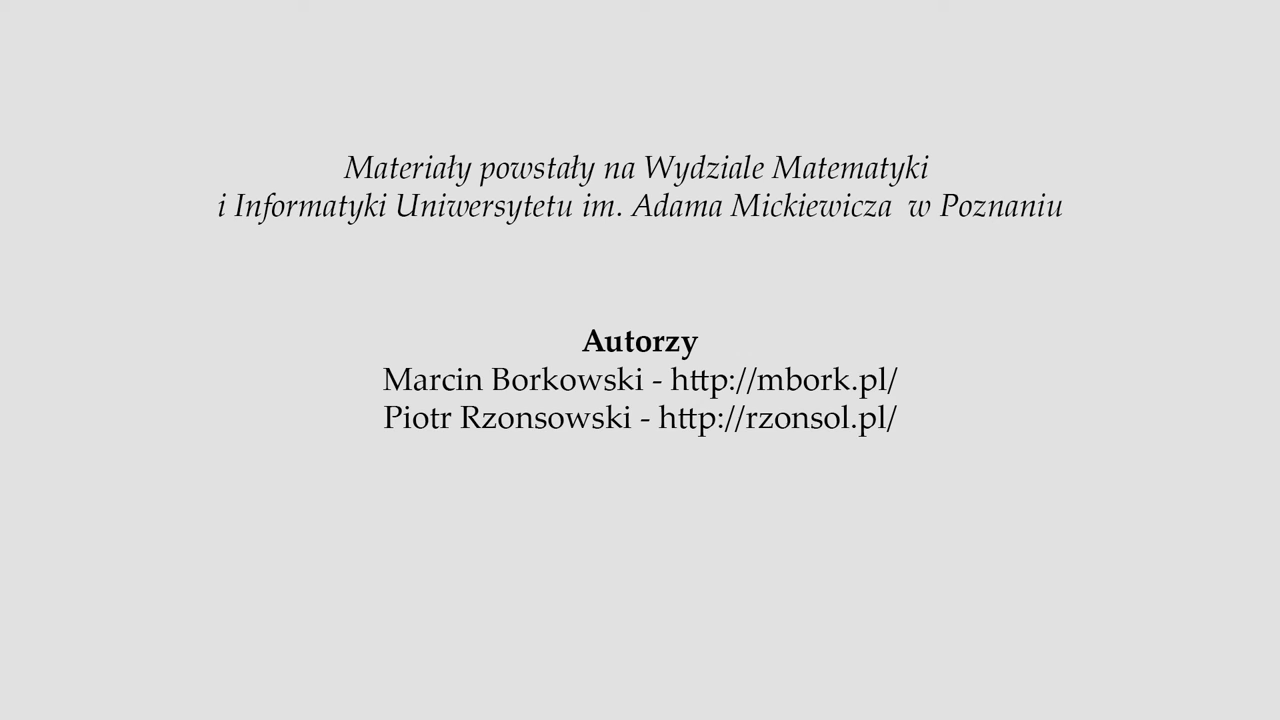 Materiały powstały na Wydziale Matematyki
i Informatyki Uniwersytetu im. Adama Mickiewicza w Poznaniu
Autorzy
Marcin Borkowski - http://mbork.pl/
Piotr Rzonsowski - http://rzonsol.pl/